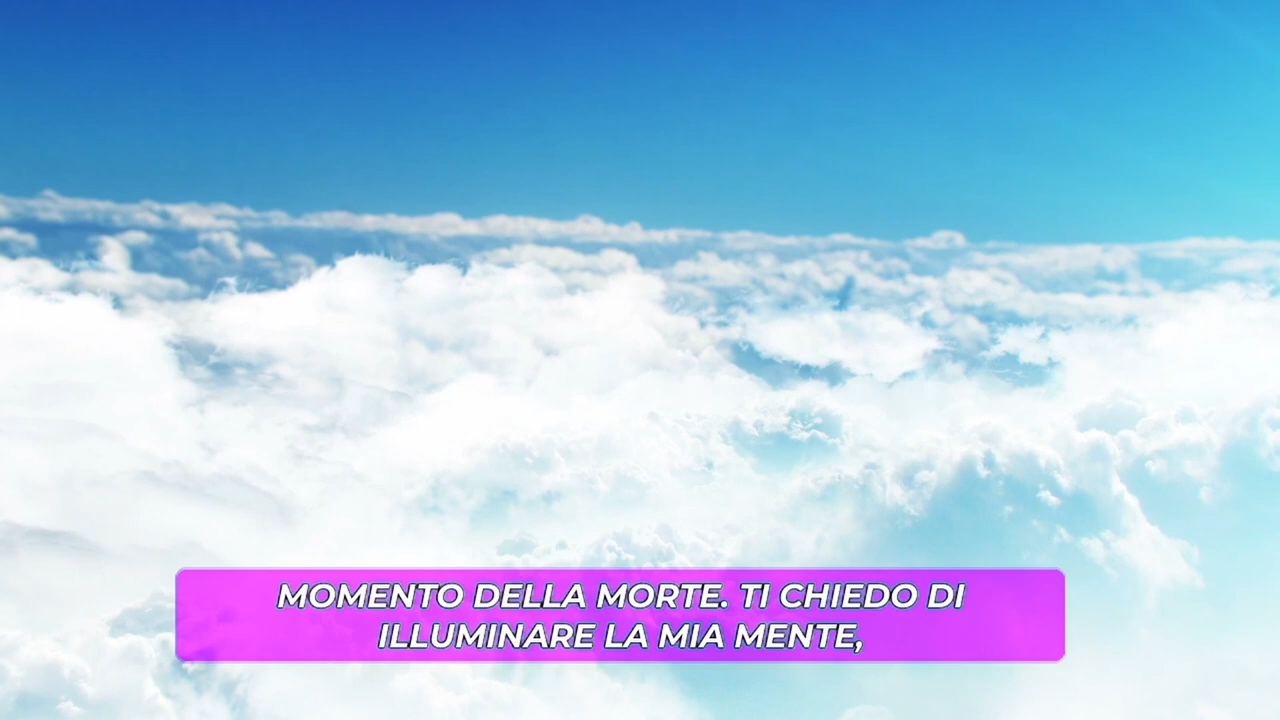 MOMENTO DELLA MORTE. TI CHIEDO DI
ILLUMINARE LA MIA MENTE,